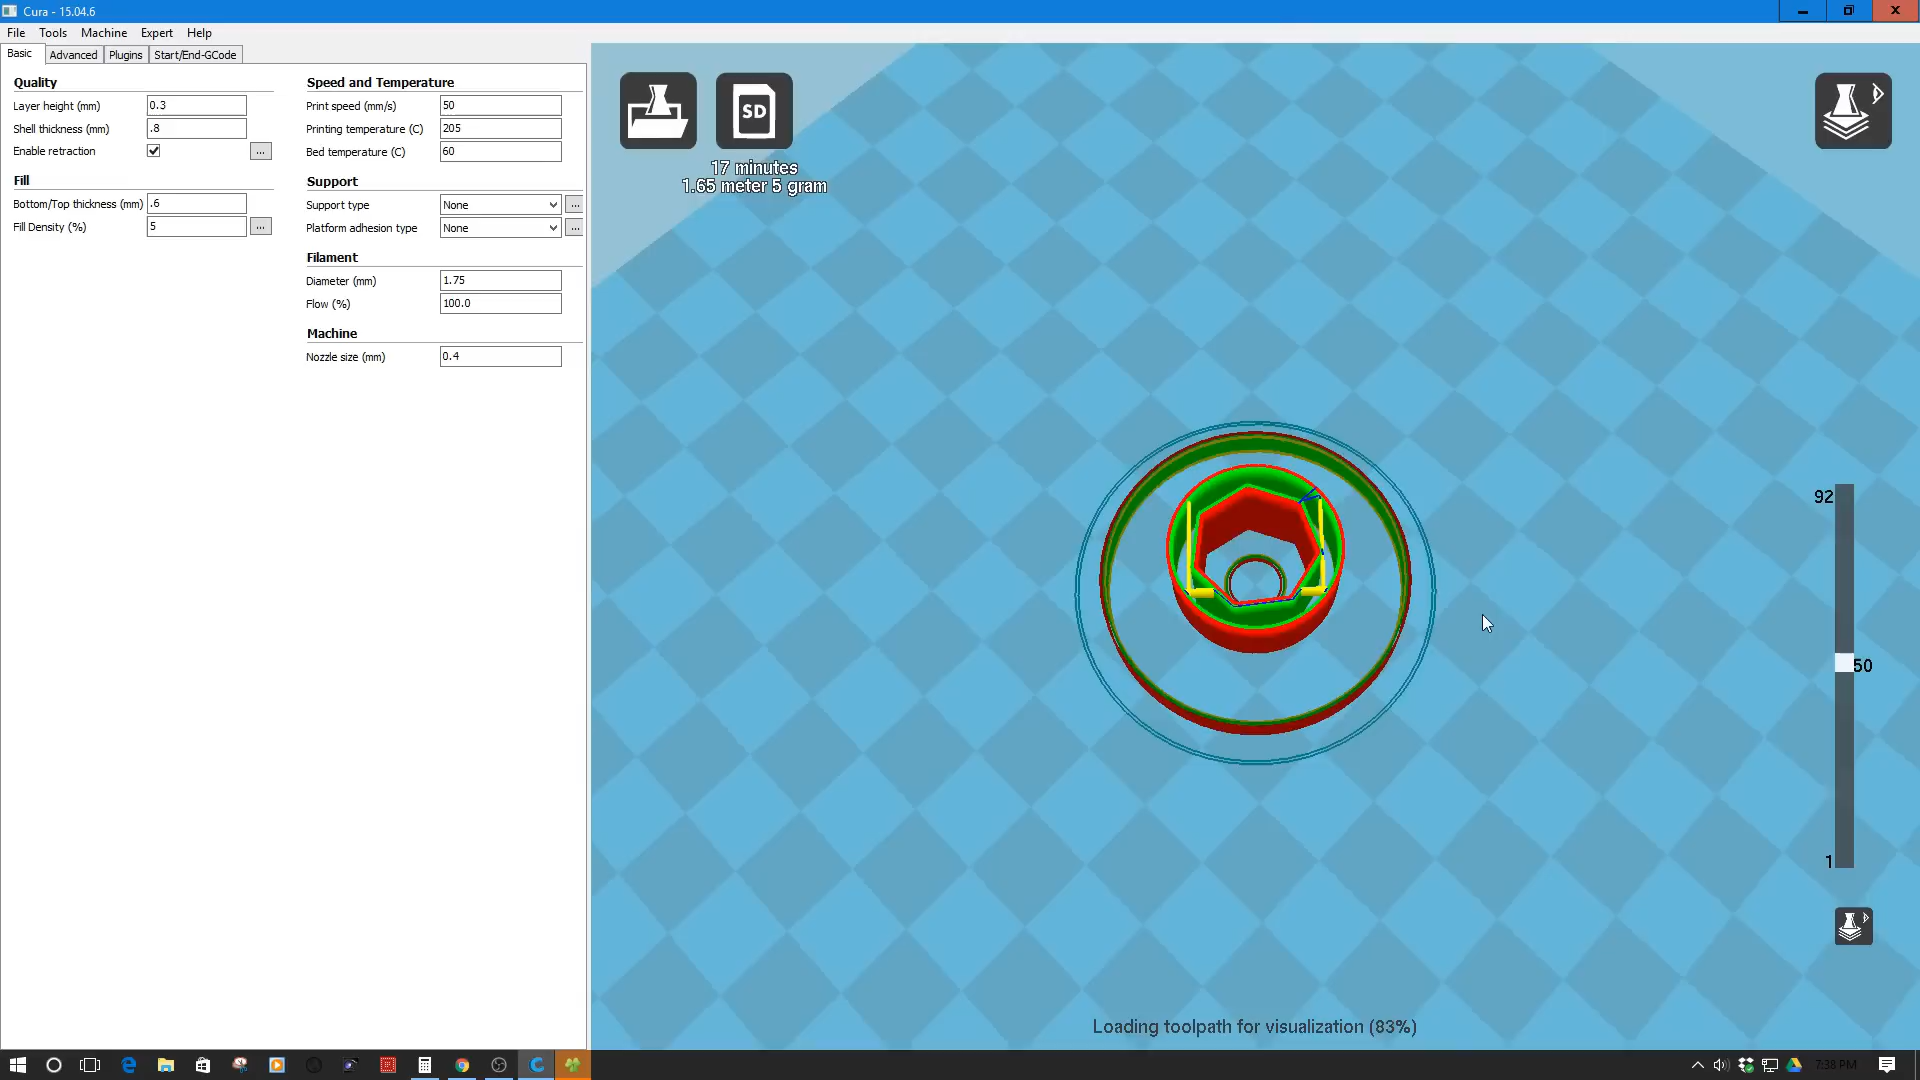 Cura - 15.04.6
File Tools Machine Expert Help
Basic Advanced Plugins Start/End-GCode
Quality
Layer height (mm) 0.3
Shell thickness (mm) .8
Enable retraction ...
Fill
Bottom/Top thickness (mm) .6
Fill Density (%) 5 ...
Speed and Temperature
Print speed (mm/s) 50
Printing temperature (C) 205
Bed temperature (C) 60
Support
Support type None ...
Platform adhesion type None ...
Filament
Diameter (mm) 1.75
Flow (%) 100.0
Machine
Nozzle size (mm) 0.4
SD
17 minutes
1.65 meter 5 gram
92
50
1
Loading toolpath for visualization (83%)
7:38 PM